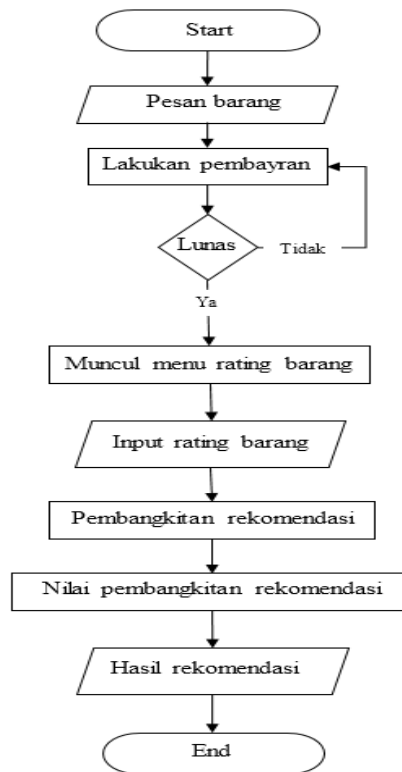 Start
Pesan barang
Lakukan pembayran
Lunas
Tidak
Ya
Muncul menu rating barang
Input rating barang
Pembangkitan rekomendasi
Nilai pembangkitan rekomendasi
Hasil rekomendasi
End